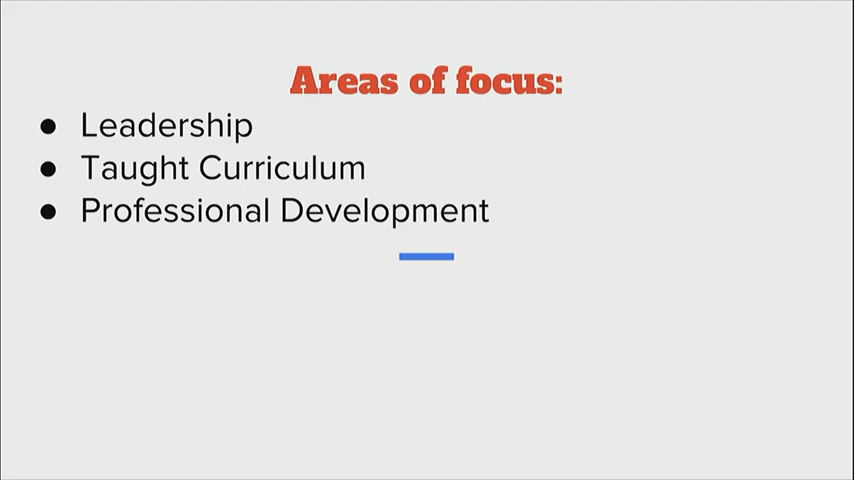 Areas of focus:
● Leadership
● Taught Curriculum
● Professional Development